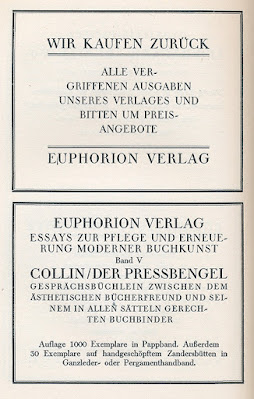 WIR KAUFEN ZURÜCK
ALLE VER-
GRIFFENEN AUSGABEN
UNSERES VERLAGES UND
BITTEN UM PREIS-
ANGEBOTE
EUPHORION VERLAG
EUPHORION VERLAG
ESSAYS ZUR PFLEGE UND ERNEUE-
RUNG MODERNER BUCHKUNST
Band V
COLLIN/DER PRESSBENGEL
GESPRÄCHSBÜCHLEIN ZWISCHEN DEM
ÄSTHETISCHEN BÜCHERFREUND UND SEI-
NEM IN ALLEN SÄTTELN GERECH-
TEN BUCHBINDER
Auflage 1000 Exemplare in Pappband. Außerdem
30 Exemplare auf handgeschöpftem Zandersbütten in
Ganzleder- oder Pergamenthandband.